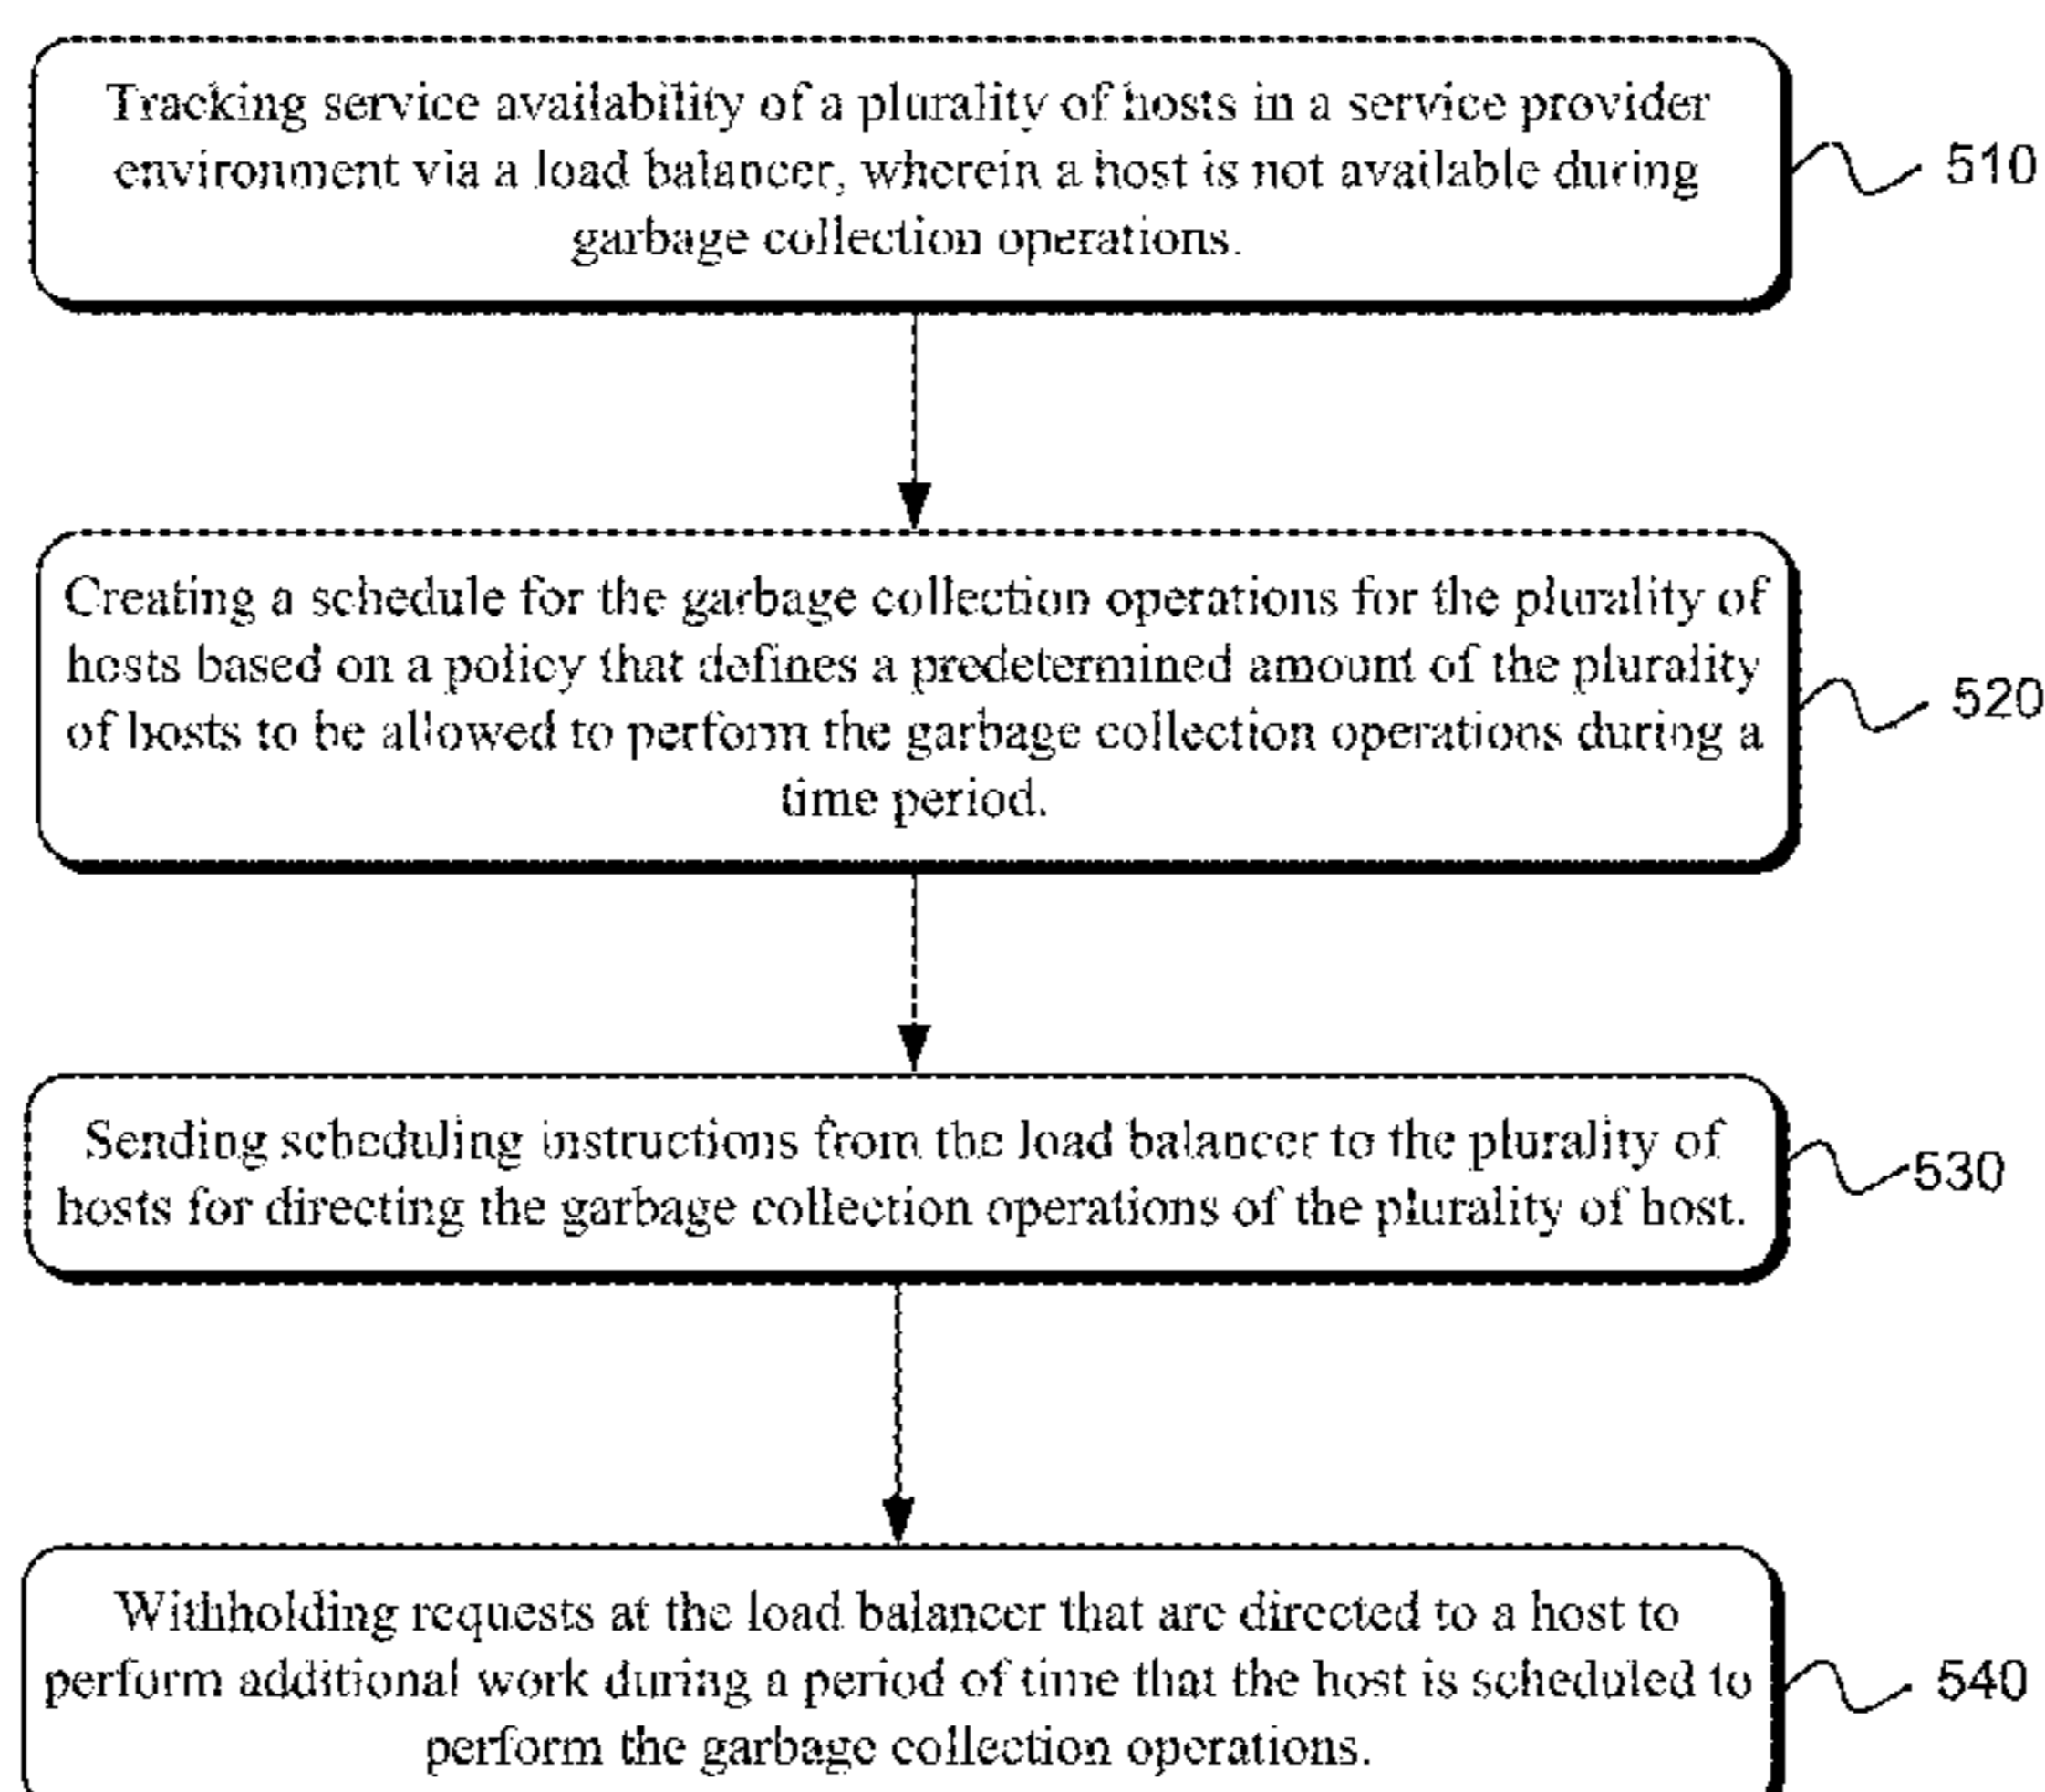 Tracking service availability of a plurality of hosts in a service provider
environment via a load balancer, wherein a host is not available during
garbage collection operations.
510
Creating a schedule for the garbage collection operations for the plurality of
hosts based on a policy that defines a predetermined amount of the plurality
of hosts to be allowed to perform the garbage collection operations during a
time period.
520
Sending scheduling instructions from the load balancer to the plurality of
hosts for directing the garbage collection operations of the plurality of host.
530
Withholding requests at the load balancer that are directed to a host to
perform additional work during a period of time that the host is scheduled to
perform the garbage collection operations.
540